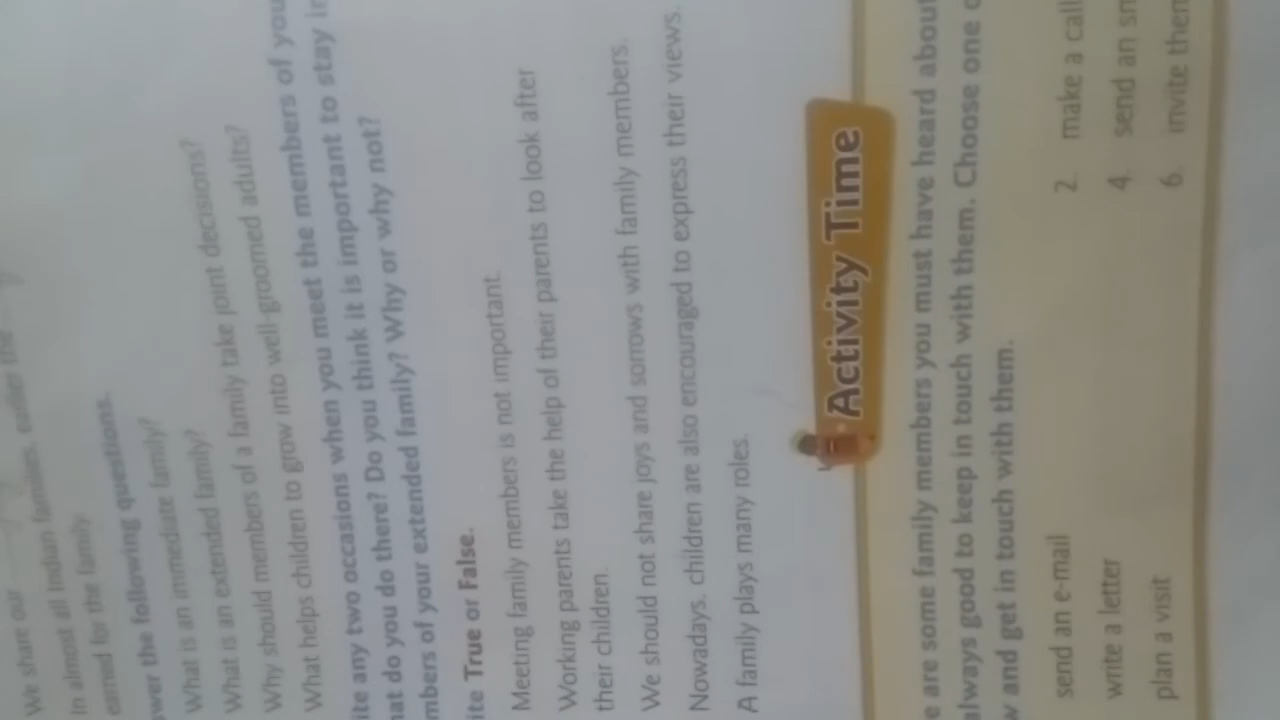 We share our
In almost all Indian families, earlier the
earned for the family
wer the following questions.
What is an immediate family?
What is an extended family?
Why should members of a family take joint decisions?
What helps children to grow into well-groomed adults?
ite any two occasions when you meet the members of you
hat do you do there? Do you think it is important to stay in
mbers of your extended family? Why or why not?
ite True or False.
Meeting family members is not important.
Working parents take the help of their parents to look after
their children.
We should not share joys and sorrows with family members.
Nowadays, children are also encouraged to express their views.
A family plays many roles.
Activity Time
e are some family members you must have heard about
always good to keep in touch with them. Choose one o
w and get in touch with them.
send an e-mail 2. make a call
write a letter 4. send an sm
plan a visit 6. invite them